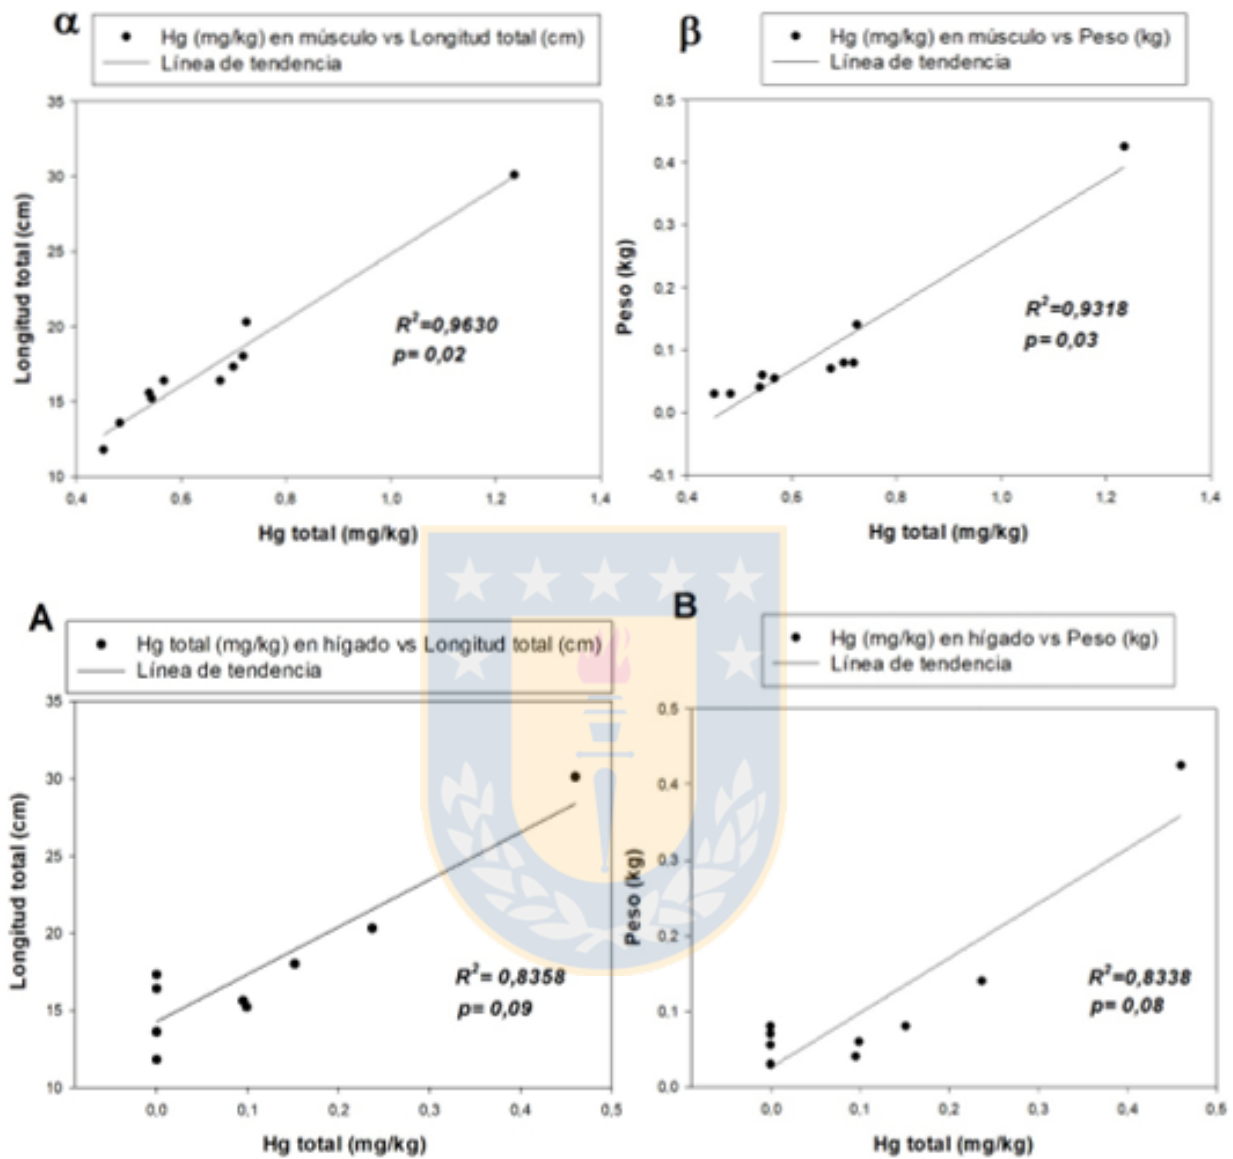 α
Hg (mg/kg) en músculo vs Longitud total (cm)
Línea de tendencia
35
30
25
20
15
10
Longitud total (cm)
R²=0,9630
p= 0,02
0,4 0,6 0,8 1,0 1,2 1,4
Hg total (mg/kg)
β
Hg (mg/kg) en músculo vs Peso (kg)
Línea de tendencia
0,5
0,4
0,3
0,2
0,1
0,0
-0,1
Peso (kg)
R²=0,9318
p= 0,03
0,4 0,6 0,8 1,0 1,2 1,4
Hg total (mg/kg)
A
Hg total (mg/kg) en hígado vs Longitud total (cm)
Línea de tendencia
35
30
25
20
15
10
Longitud total (cm)
R²= 0,8358
p= 0,09
0,0 0,1 0,2 0,3 0,4 0,5
Hg total (mg/kg)
B
Hg (mg/kg) en hígado vs Peso (kg)
Línea de tendencia
0,5
0,4
0,3
0,2
0,1
0,0
Peso (kg)
R²=0,8338
p= 0,08
0,0 0,1 0,2 0,3 0,4 0,5
Hg total (mg/kg)